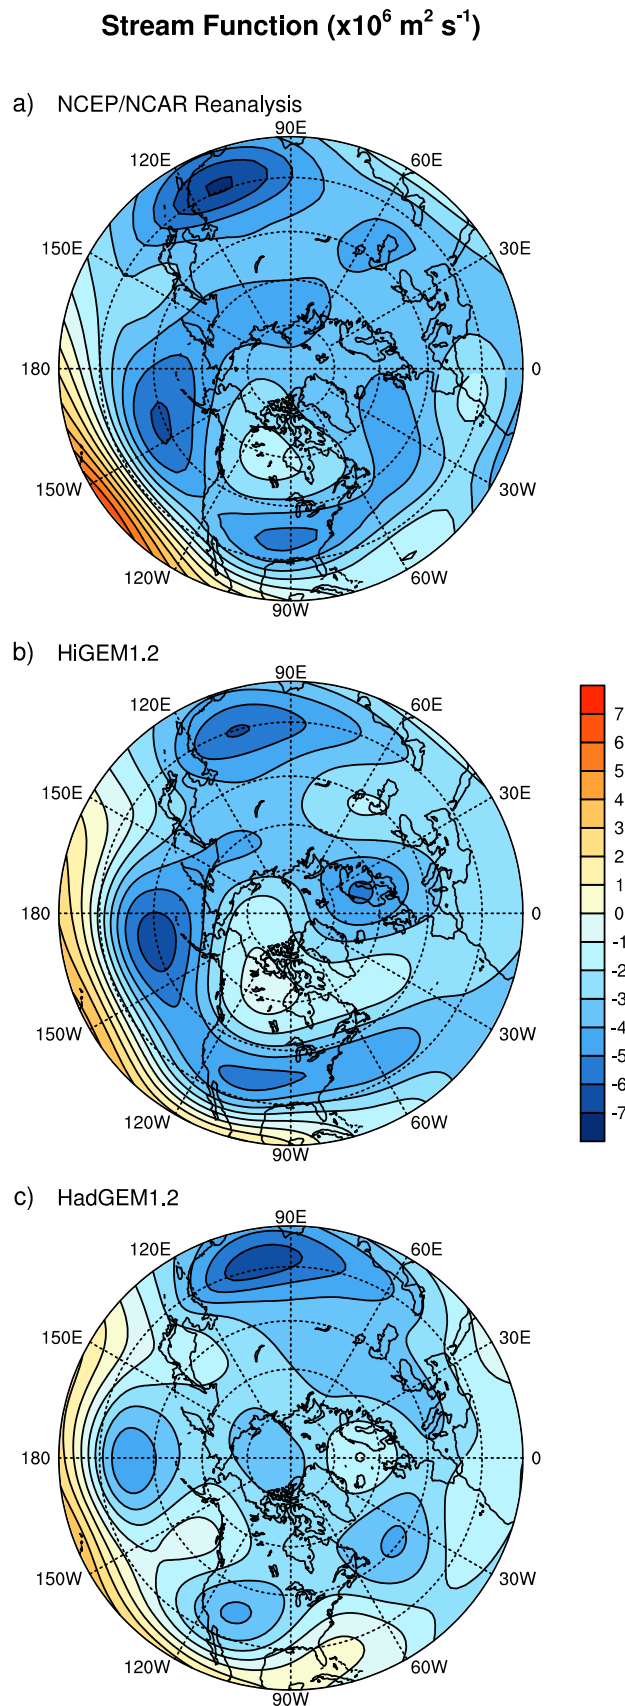 Stream Function (x10⁶ m² s⁻¹)
a) NCEP/NCAR Reanalysis
90E
120E 60E
150E 30E
180 0
150W 30W
120W 60W
90W
b) HiGEM1.2
90E
120E 60E
150E 30E
180 0
150W 30W
120W 60W
90W
7
6
5
4
3
2
1
0
-1
-2
-3
-4
-5
-6
-7
c) HadGEM1.2
90E
120E 60E
150E 30E
180 0
150W 30W
120W 60W
90W